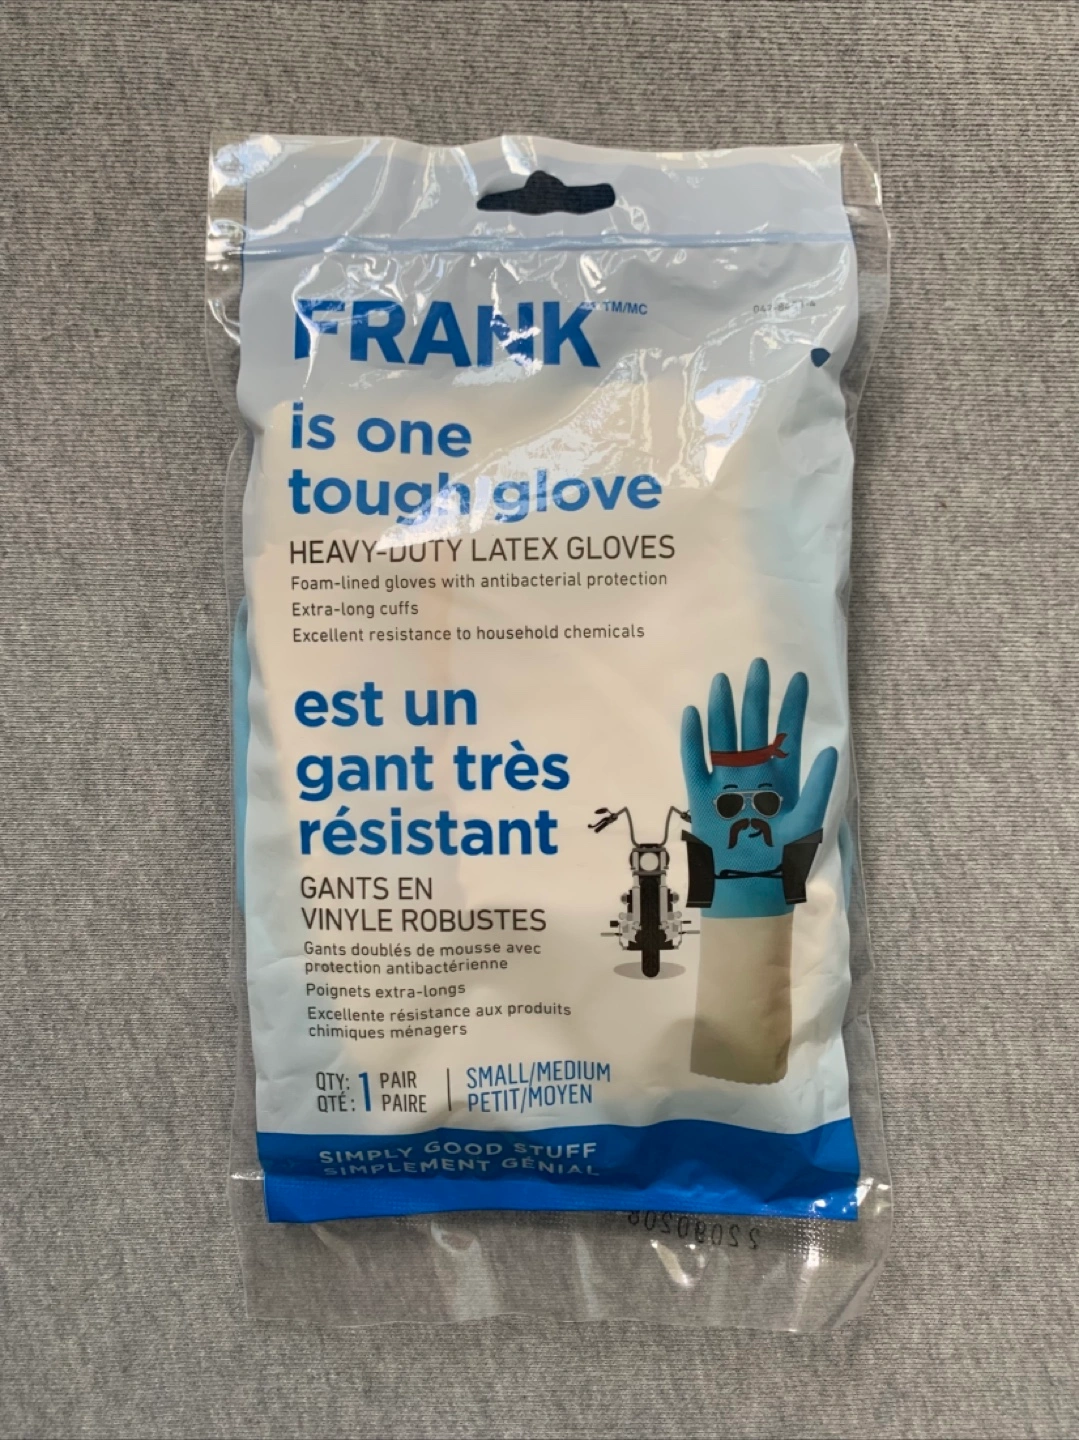 FRANK TM/MC
is one
tough glove
HEAVY-DUTY LATEX GLOVES
Foam-lined gloves with antibacterial protection
Extra-long cuffs
Excellent resistance to household chemicals
est un
gant très
résistant
GANTS EN
VINYLE ROBUSTES
Gants doublés de mousse avec
protection antibactérienne
Poignets extra-longs
Excellente résistance aux produits
chimiques ménagers
QTY: 1 PAIR
QTÉ: PAIRE
SMALL/MEDIUM
PETIT/MOYEN
SIMPLY GOOD STUFF
SIMPLEMENT GÉNIAL